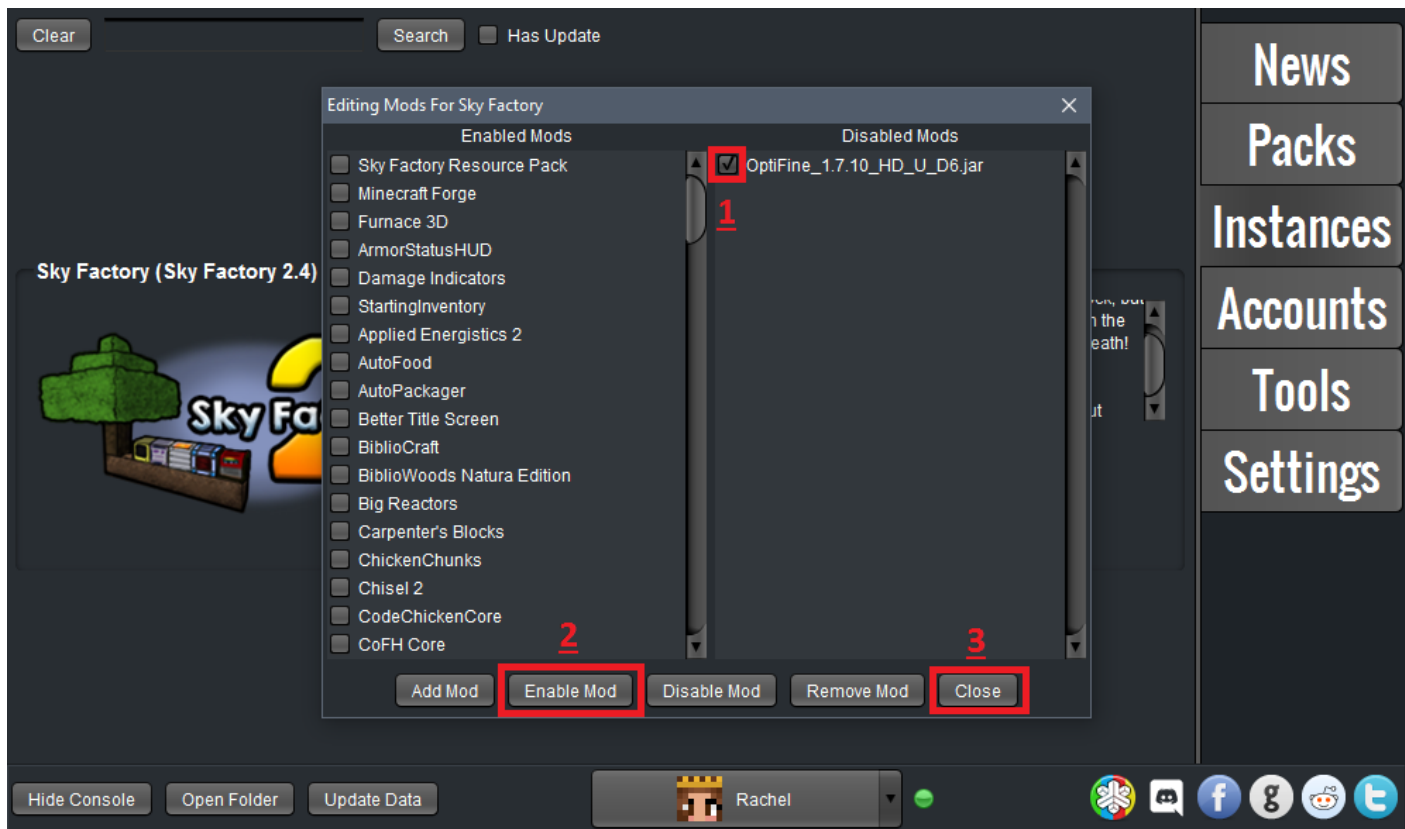 Clear
Search
Has Update
News
Packs
Instances
Accounts
Tools
Settings
Editing Mods For Sky Factory
Enabled Mods
Sky Factory Resource Pack
Minecraft Forge
Furnace 3D
ArmorStatusHUD
Damage Indicators
StartingInventory
Applied Energistics 2
AutoFood
AutoPackager
Better Title Screen
BiblioCraft
BiblioWoods Natura Edition
Big Reactors
Carpenter's Blocks
ChickenChunks
Chisel 2
CodeChickenCore
CoFH Core
Disabled Mods
OptiFine_1.7.10_HD_U_D6.jar
1
2
3
Add Mod
Enable Mod
Disable Mod
Remove Mod
Close
Sky Factory (Sky Factory 2.4)
Sky Fa
2
but
the
Hide Console
Open Folder
Update Data
Rachel
f
g